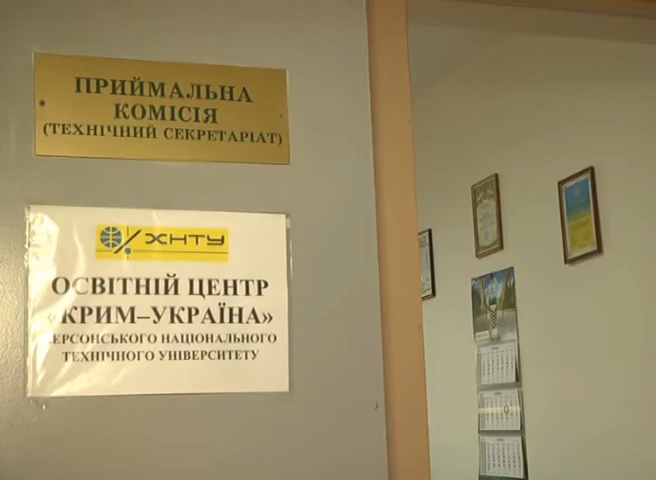 ПРИЙМАЛЬНА
КОМІСІЯ
(ТЕХНІЧНИЙ СЕКРЕТАРІАТ)
ХНТУ
ОСВІТНІЙ ЦЕНТР
«КРИМ–УКРАЇНА»
ХЕРСОНСЬКОГО НАЦІОНАЛЬНОГО
ТЕХНІЧНОГО УНІВЕРСИТЕТУ